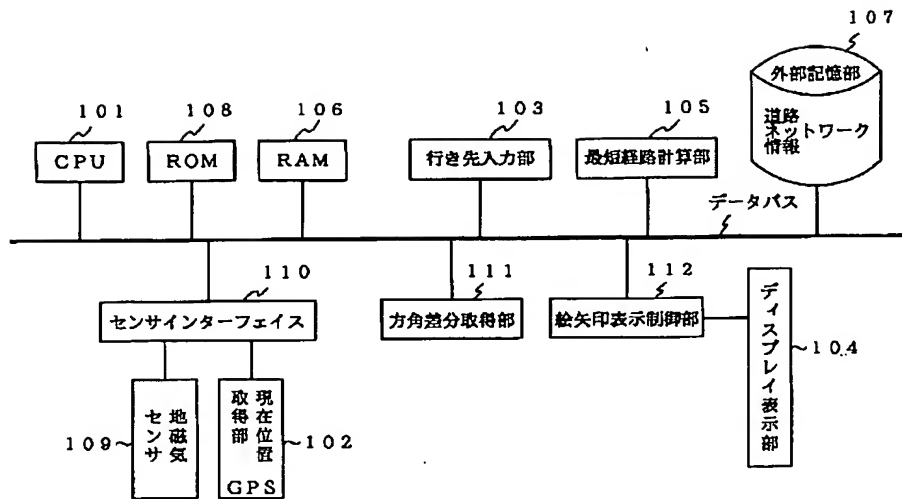 107
外部記憶部
道路
ネットワーク
情報
101
108
106
103
105
CPU
ROM
RAM
行き先入力部
最短経路計算部
データバス
110
111
112
センサインターフェイス
方角差分取得部
絵矢印表示制御部
ディスプレイ表示部
104
109
地磁気
センサ
現在位置
取得部
GPS
102